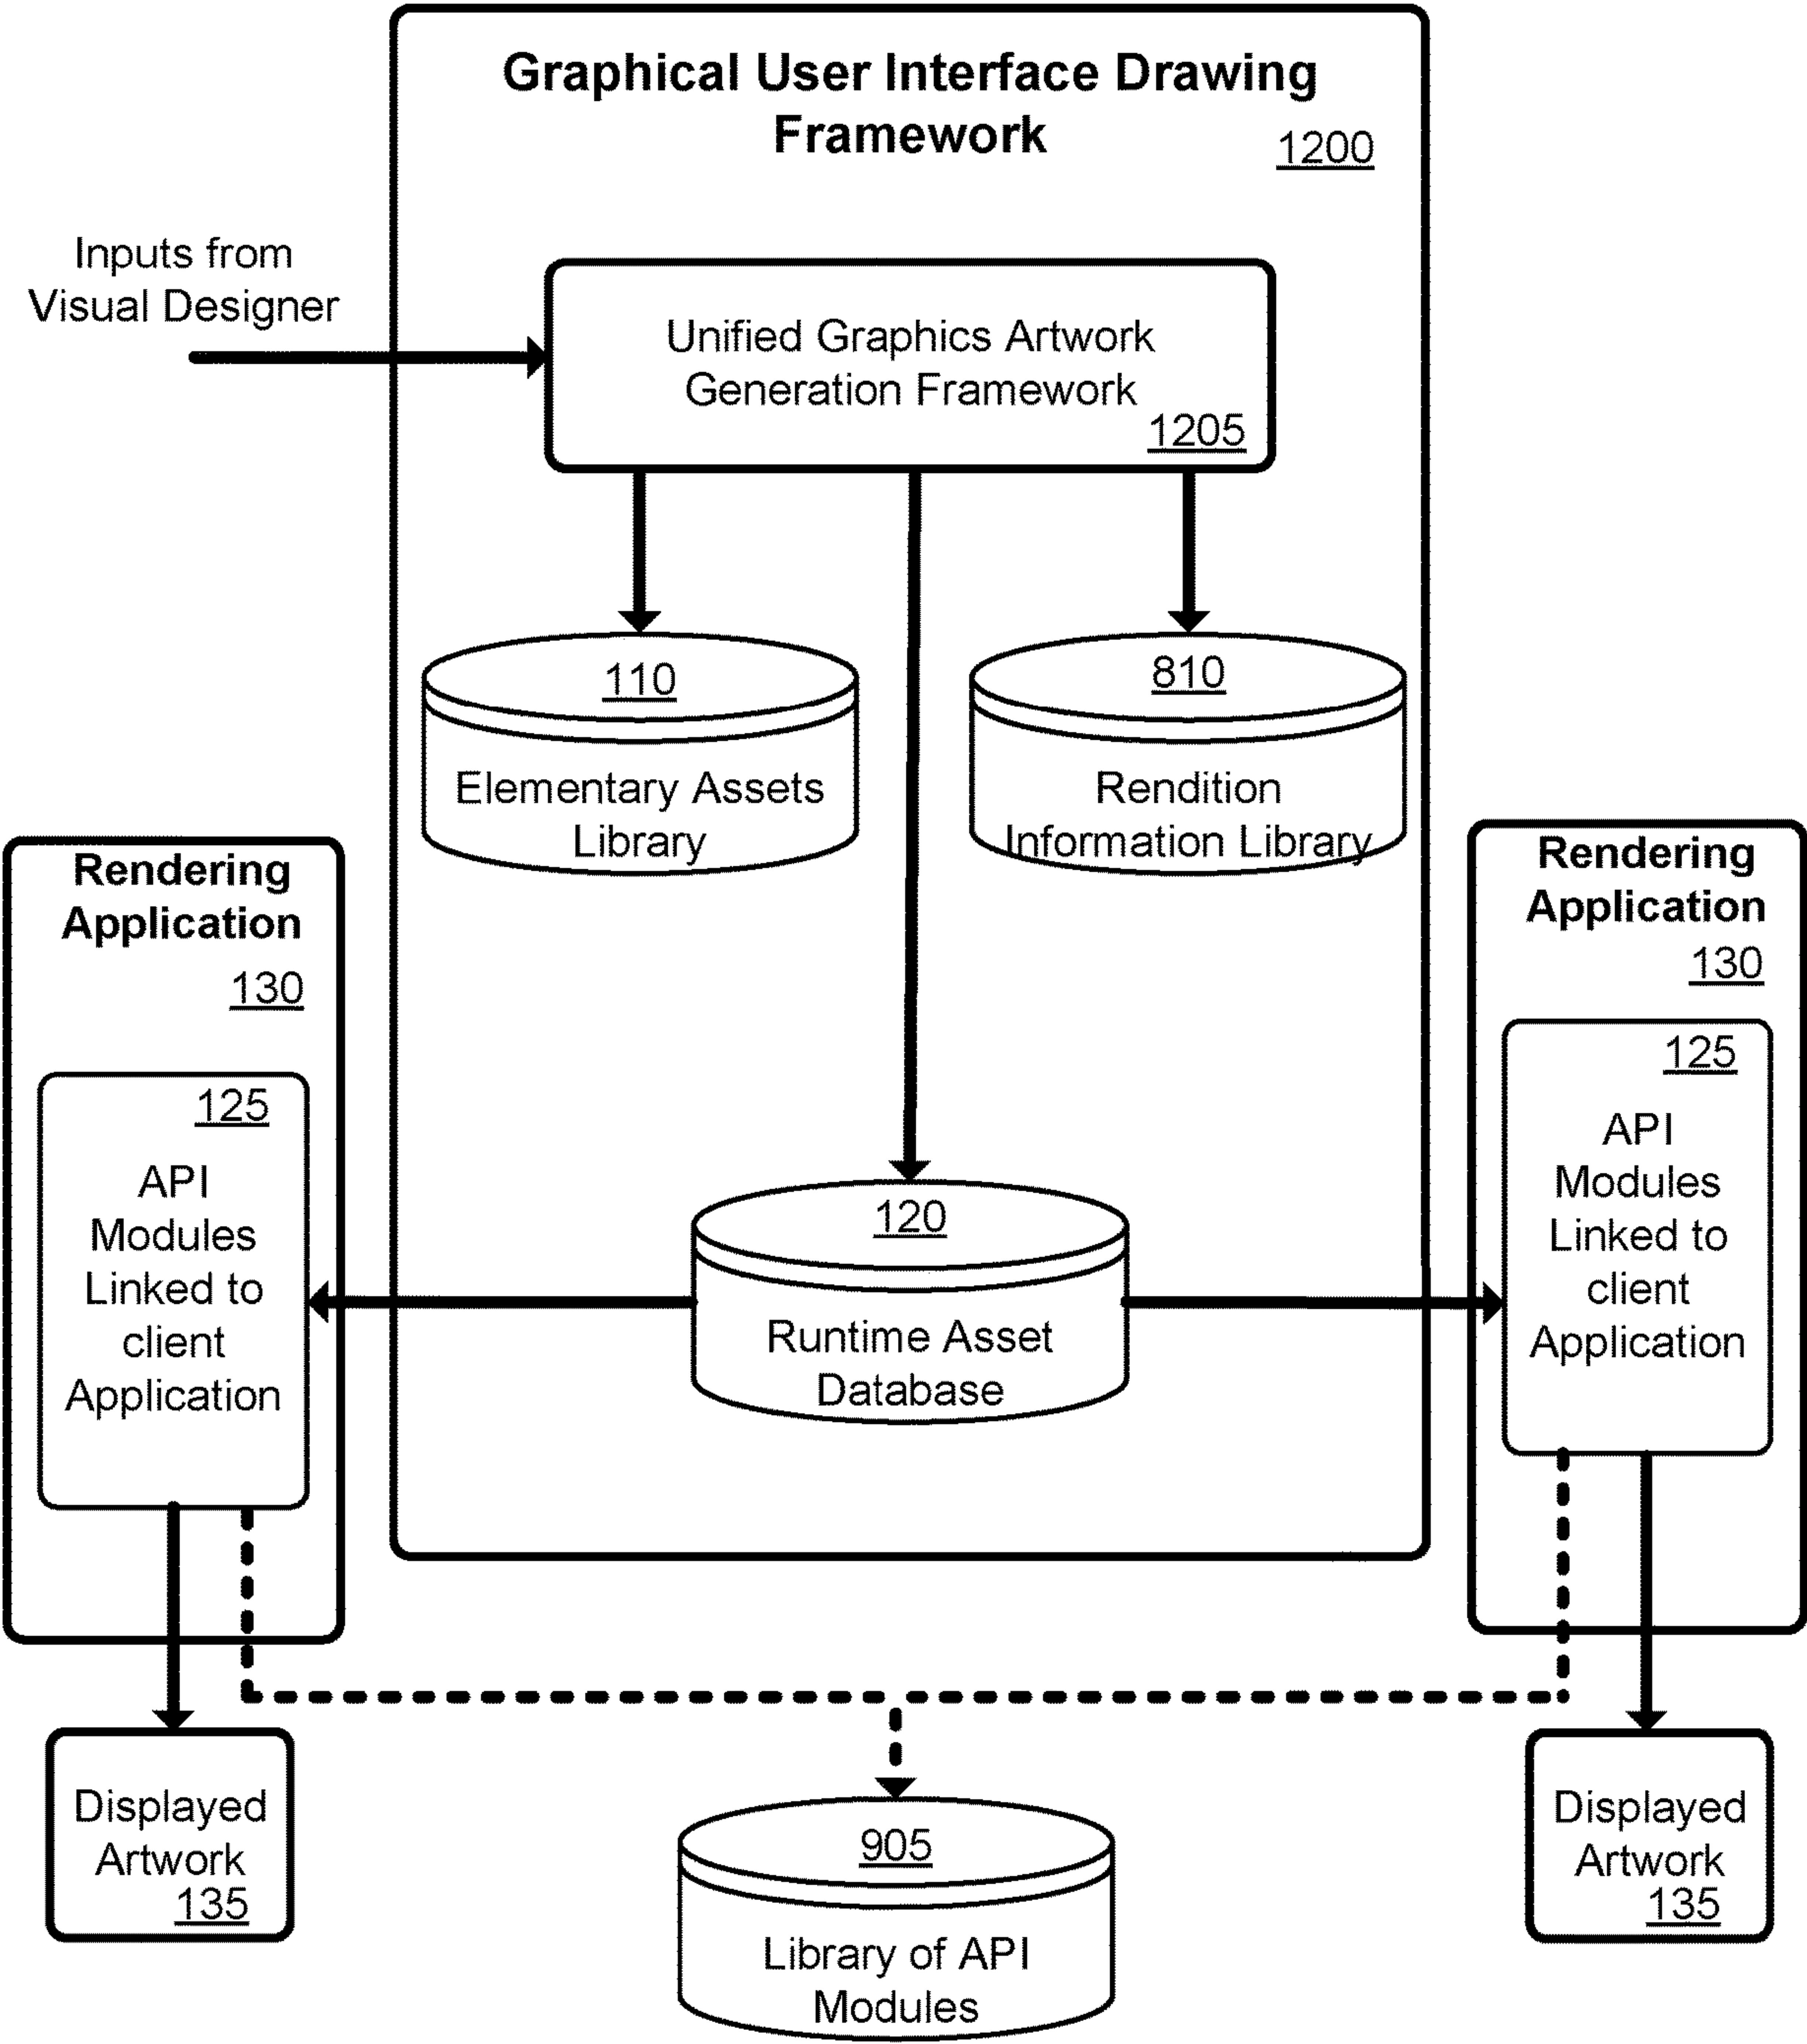 Graphical User Interface Drawing
Framework
1200
Inputs from
Visual Designer
Unified Graphics Artwork
Generation Framework
1205
110
Elementary Assets
Library
810
Rendition
Information Library
Rendering
Application
130
125
API
Modules
Linked to
client
Application
120
Runtime Asset
Database
Rendering
Application
130
125
API
Modules
Linked to
client
Application
Displayed
Artwork
135
905
Library of API
Modules
Displayed
Artwork
135